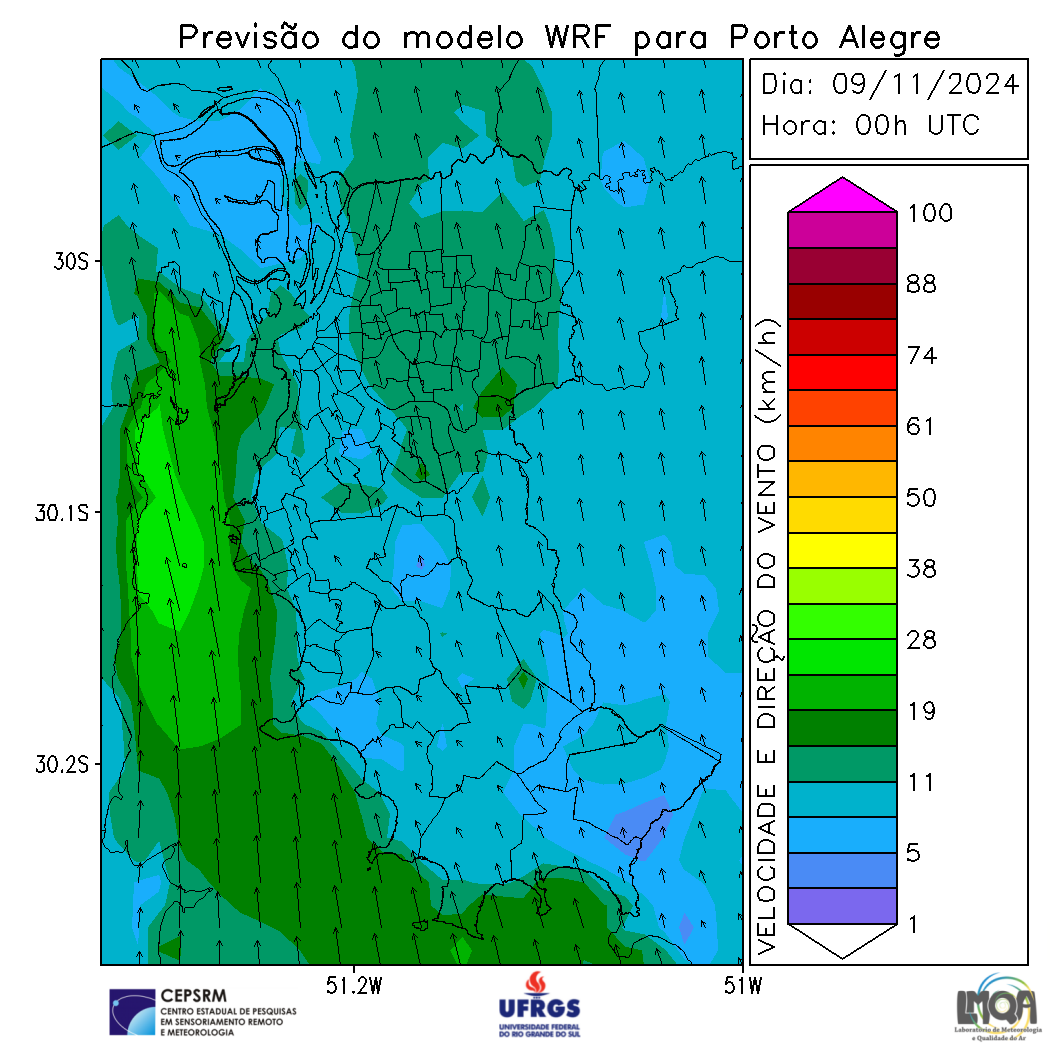 Previsão do modelo WRF para Porto Alegre
Dia: 09/11/2024
Hora: 00h UTC
30S
30.1S
30.2S
51.2W
51W
VELOCIDADE E DIREÇÃO DO VENTO (km/h)
100
88
74
61
50
38
28
19
11
5
1
CEPSRM
CENTRO ESTADUAL DE PESQUISAS
EM SENSORIAMENTO REMOTO
E METEOROLOGIA
UFRGS
UNIVERSIDADE FEDERAL
DO RIO GRANDE DO SUL
LMQA
Laboratório de Meteorologia
e Qualidade do Ar